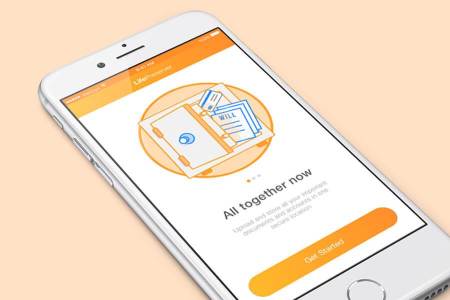 LifePreserver
WILL
All together now
Upload and store all your important
documents and accounts in one
secure location
Get Started